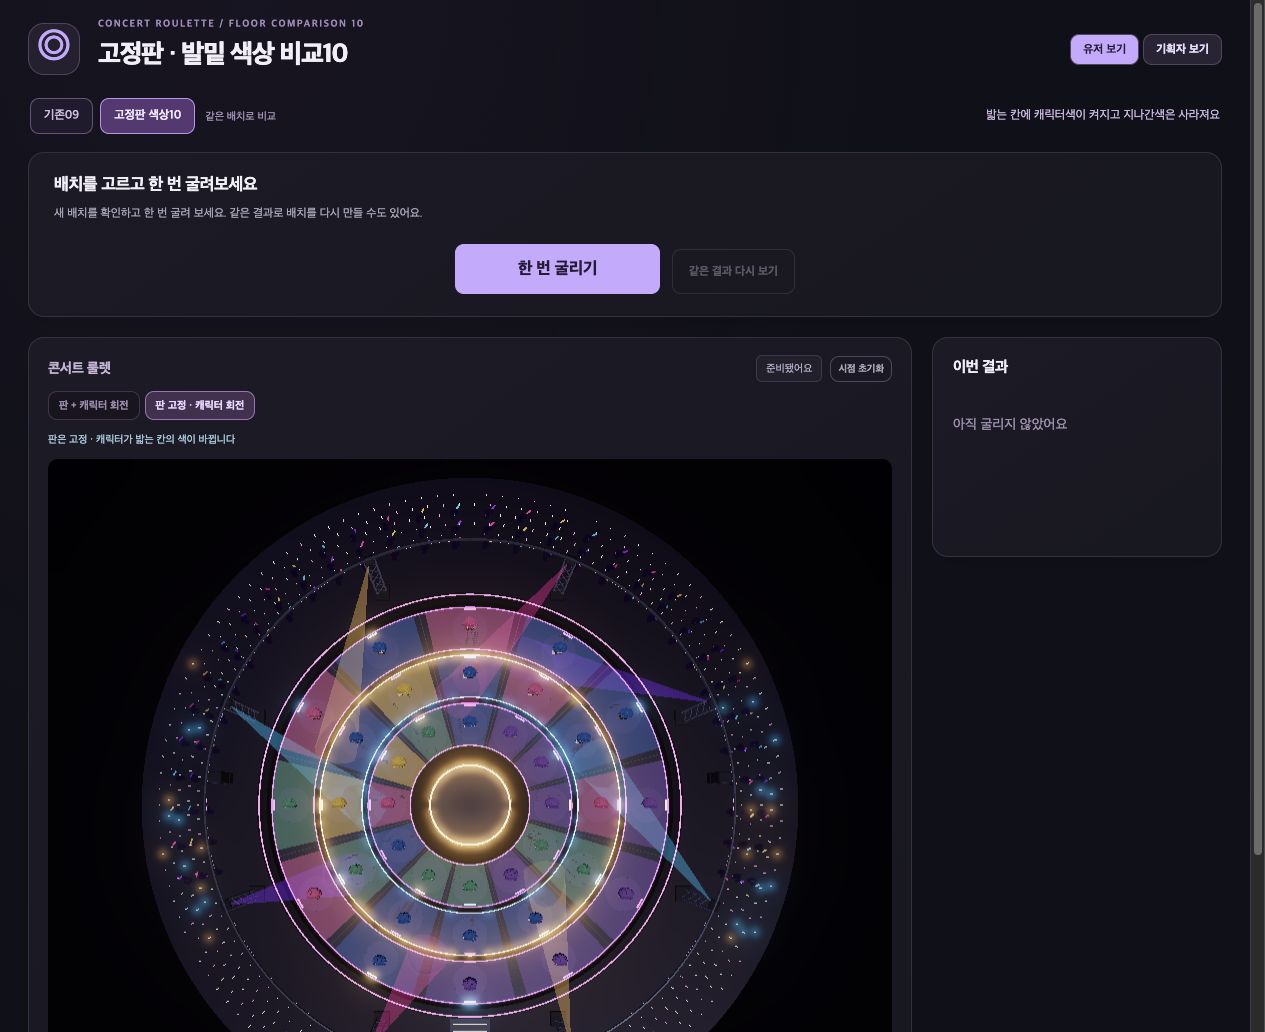 CONCERT ROULETTE / FLOOR COMPARISON 10
고정판 · 발밑 색상 비교10
유저 보기
기획자 보기
기존09
고정판 색상10
같은 배치로 비교
밟는 칸에 캐릭터색이 켜지고 지나간색은 사라져요
배치를 고르고 한 번 굴려보세요
새 배치를 확인하고 한 번 굴려 보세요. 같은 결과로 배치를 다시 만들 수도 있어요.
한 번 굴리기
같은 결과 다시 보기
콘서트 룰렛
준비됐어요
시점 초기화
판 + 캐릭터 회전
판 고정 · 캐릭터 회전
판은 고정 · 캐릭터가 밟는 칸의 색이 바뀝니다
이번 결과
아직 굴리지 않았어요